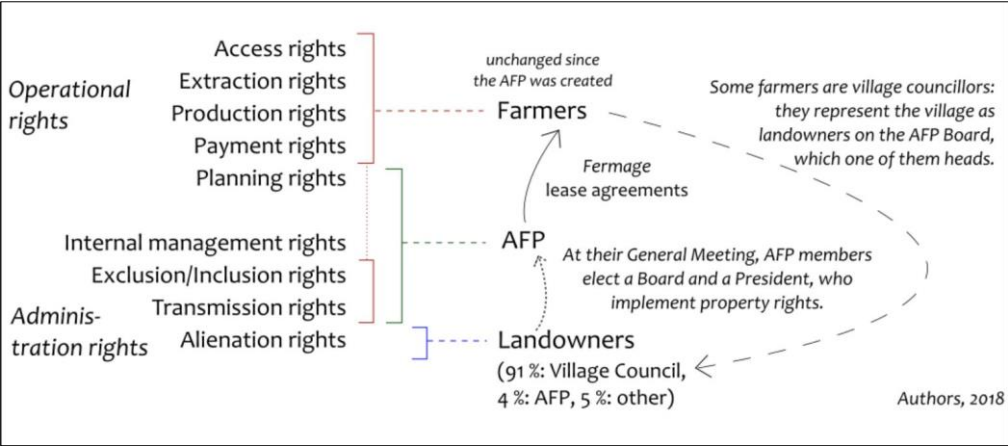 Operational
rights
Access rights
Extraction rights
Production rights
Payment rights
Planning rights
Internal management rights
Exclusion/Inclusion rights
Transmission rights
Alienation rights
Adminis-
tration rights
unchanged since
the AFP was created
Farmers
Fermage
lease agreements
AFP
At their General Meeting, AFP members
elect a Board and a President, who
implement property rights.
Landowners
(91 %: Village Council,
4 %: AFP, 5 %: other)
Some farmers are village councillors:
they represent the village as
landowners on the AFP Board,
which one of them heads.
Authors, 2018